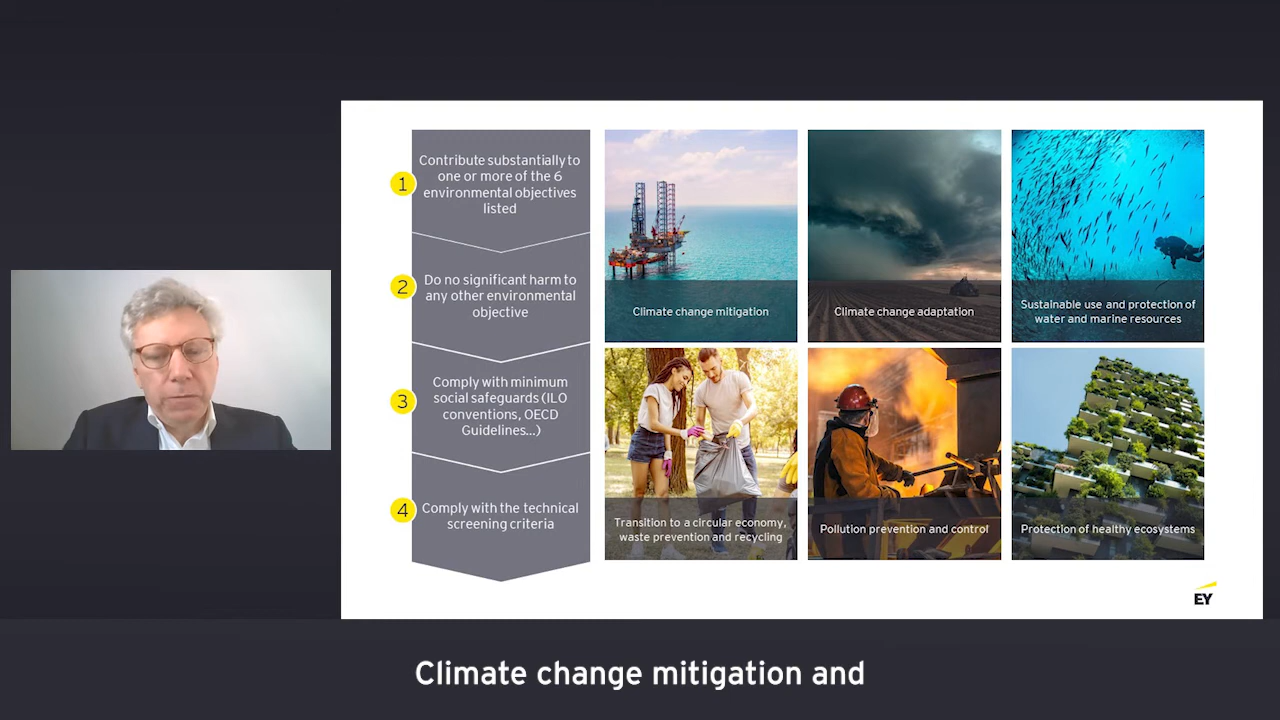 1
Contribute substantially to
one or more of the 6
environmental objectives
listed
2
Do no significant harm to
any other environmental
objective
3
Comply with minimum
social safeguards (ILO
conventions, OECD
Guidelines...)
4
Comply with the technical
screening criteria
Climate change mitigation
Climate change adaptation
Sustainable use and protection of
water and marine resources
Transition to a circular economy,
waste prevention and recycling
Pollution prevention and control
Protection of healthy ecosystems
EY
Climate change mitigation and